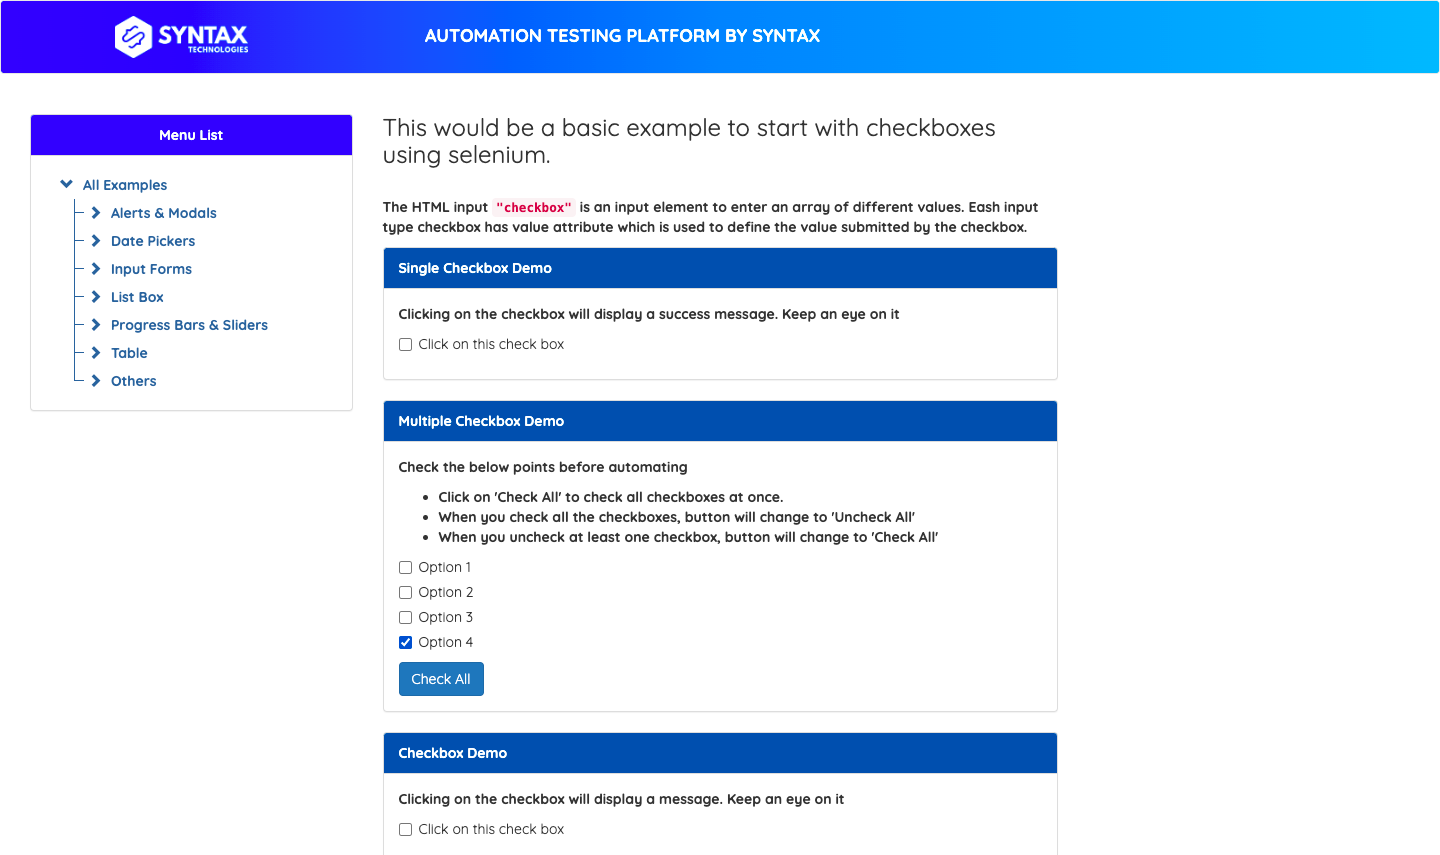 SYNTAX
TECHNOLOGIES
AUTOMATION TESTING PLATFORM BY SYNTAX
Menu List
All Examples
Alerts & Modals
Date Pickers
Input Forms
List Box
Progress Bars & Sliders
Table
Others
This would be a basic example to start with checkboxes
using selenium.
The HTML input "checkbox" is an input element to enter an array of different values. Eash input
type checkbox has value attribute which is used to define the value submitted by the checkbox.
Single Checkbox Demo
Clicking on the checkbox will display a success message. Keep an eye on it
Click on this check box
Multiple Checkbox Demo
Check the below points before automating
• Click on 'Check All' to check all checkboxes at once.
• When you check all the checkboxes, button will change to 'Uncheck All'
• When you uncheck at least one checkbox, button will change to 'Check All'
Option 1
Option 2
Option 3
Option 4
Check All
Checkbox Demo
Clicking on the checkbox will display a message. Keep an eye on it
Click on this check box